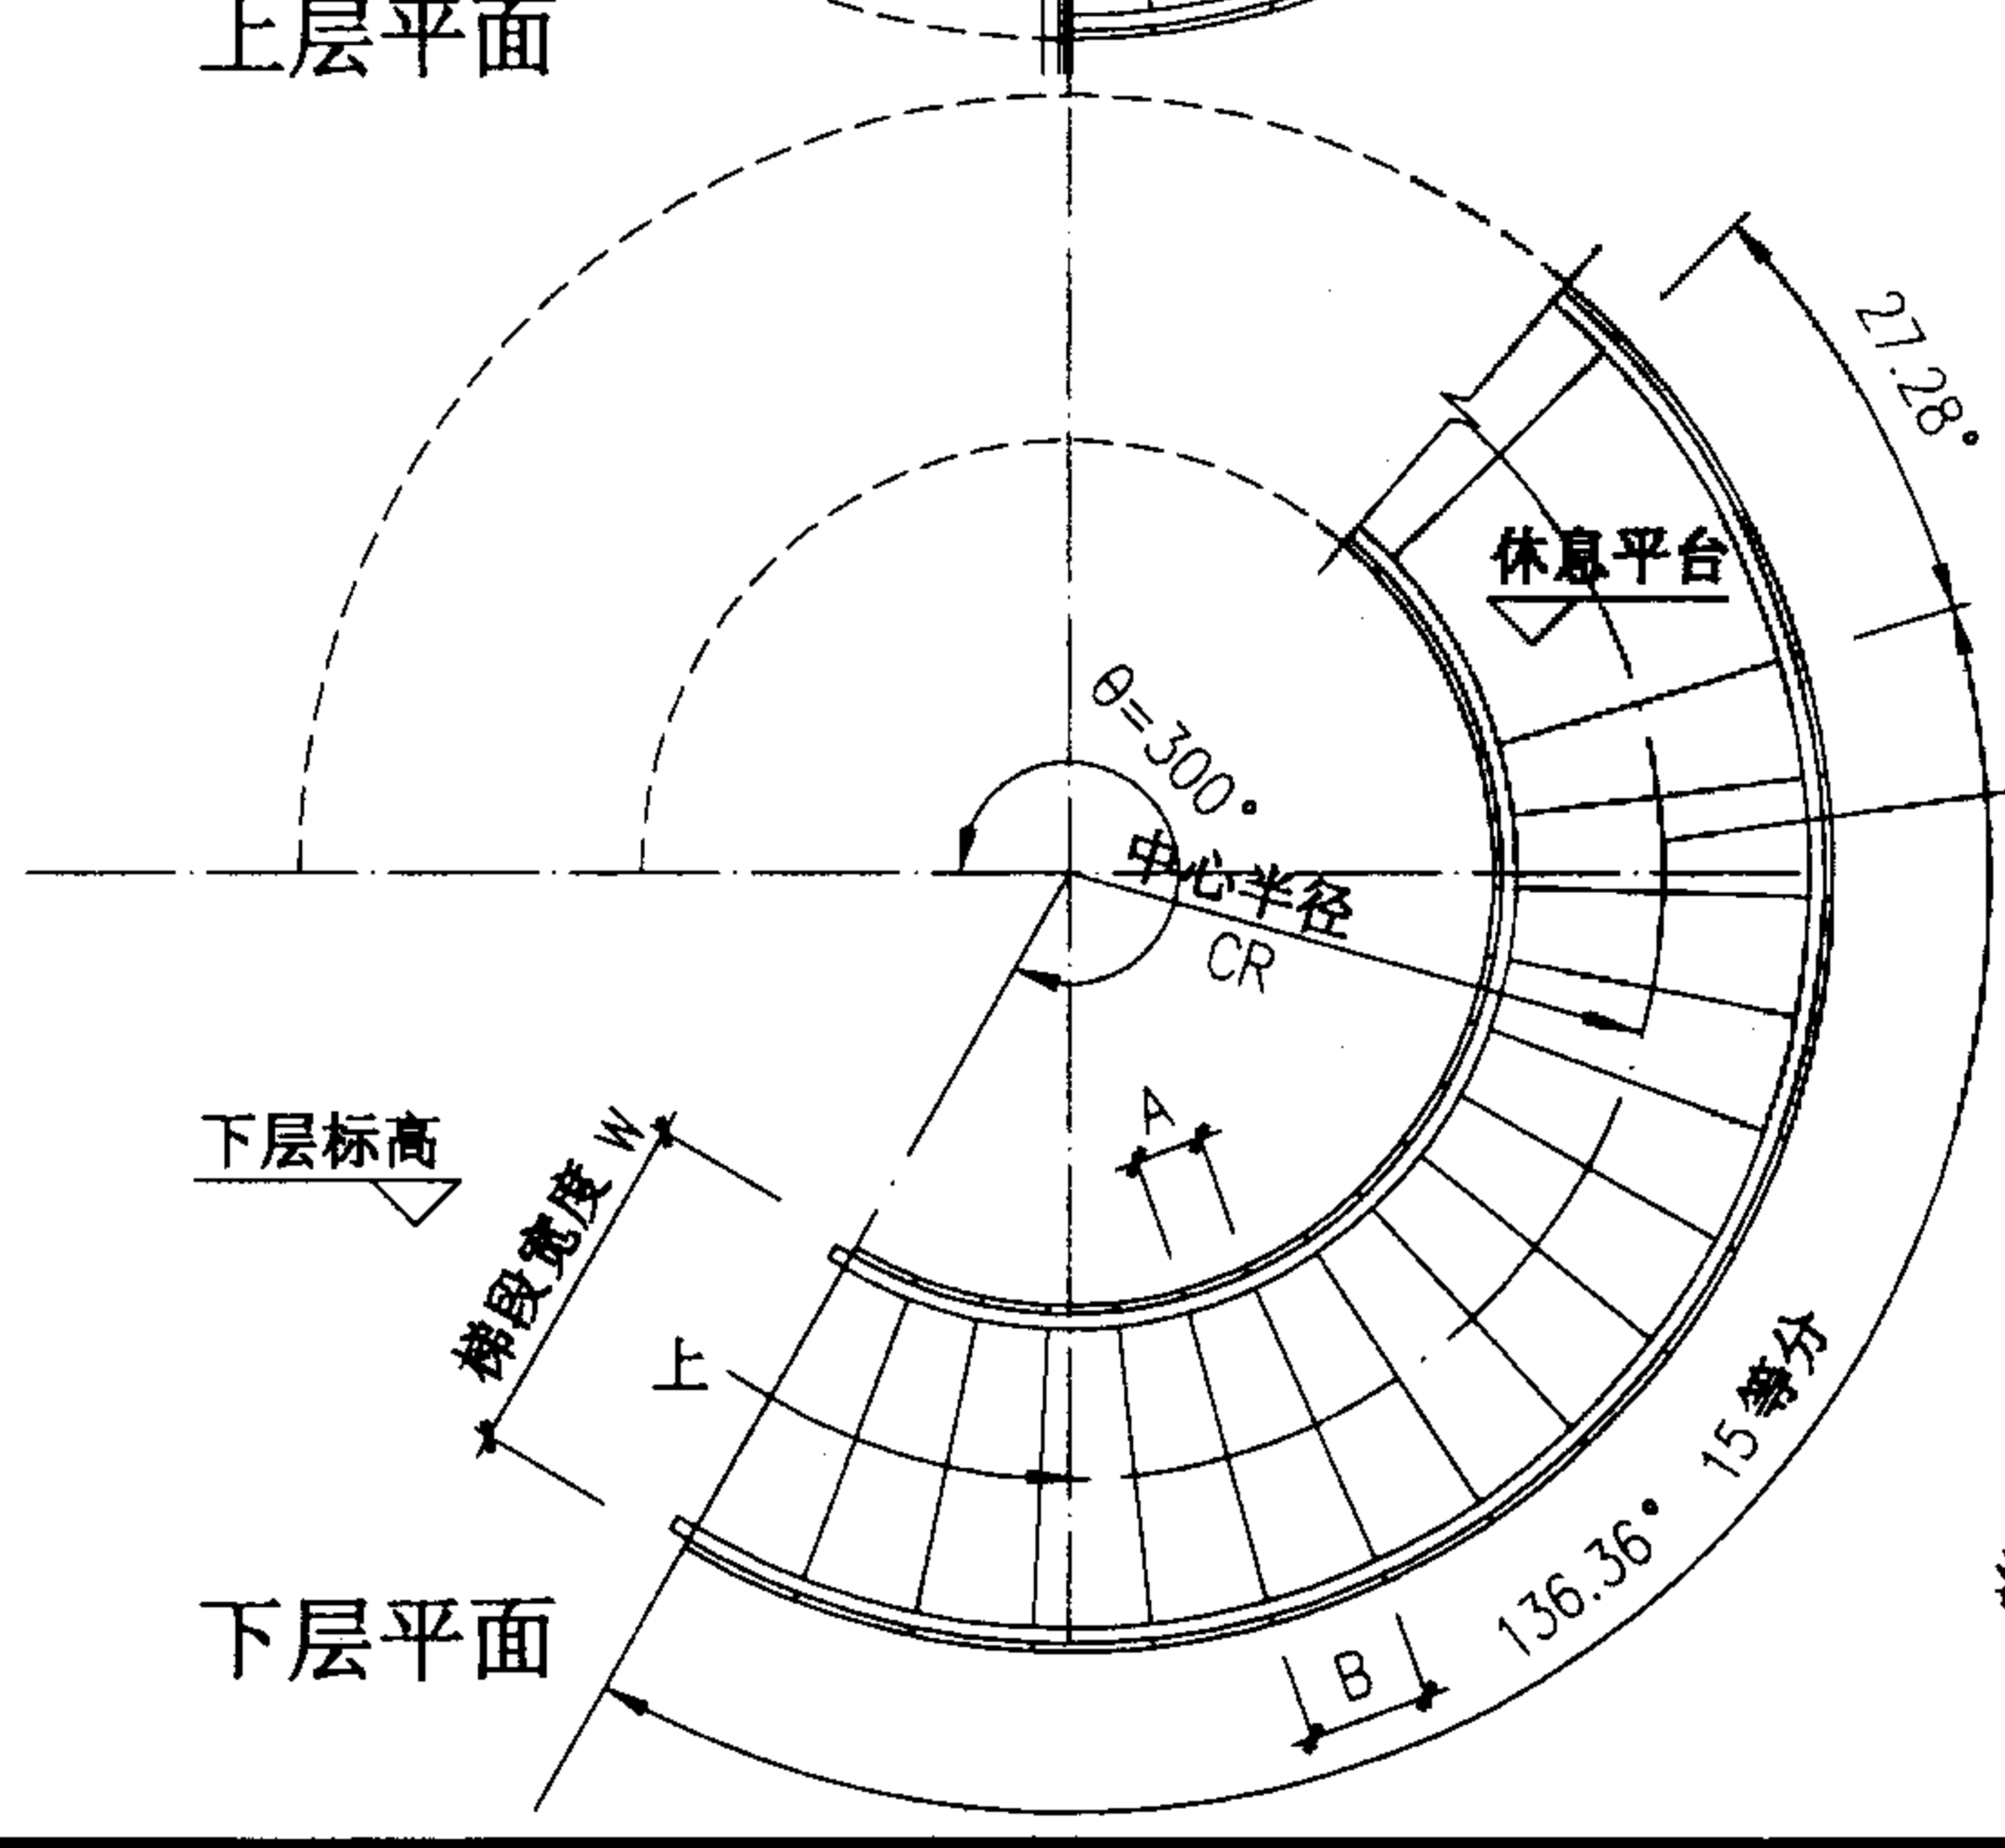 上层平面
27.28°
休息平台
θ=300°
中心半径
CR
A
下层标高
梯段宽度 W
上
15等分
136.36°
B
下层平面